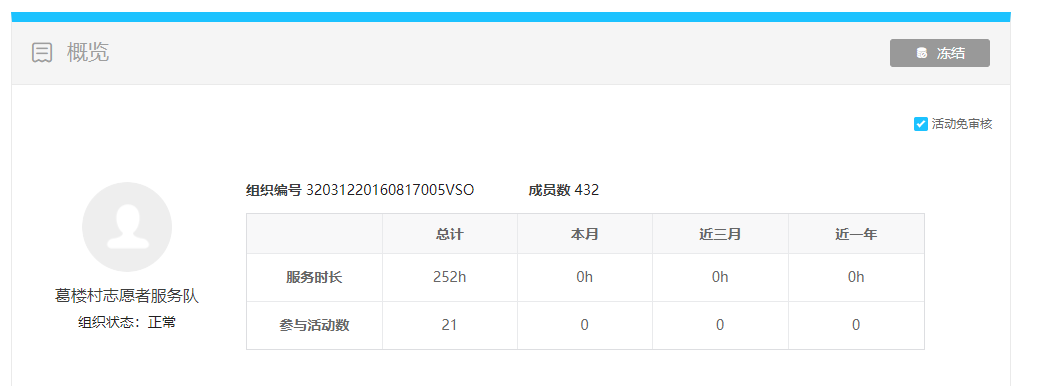 概览
冻结
活动免审核
组织编号 32031220160817005VSO 成员数 432
总计 本月 近三月 近一年
服务时长 252h 0h 0h 0h
参与活动数 21 0 0 0
葛楼村志愿者服务队
组织状态：正常